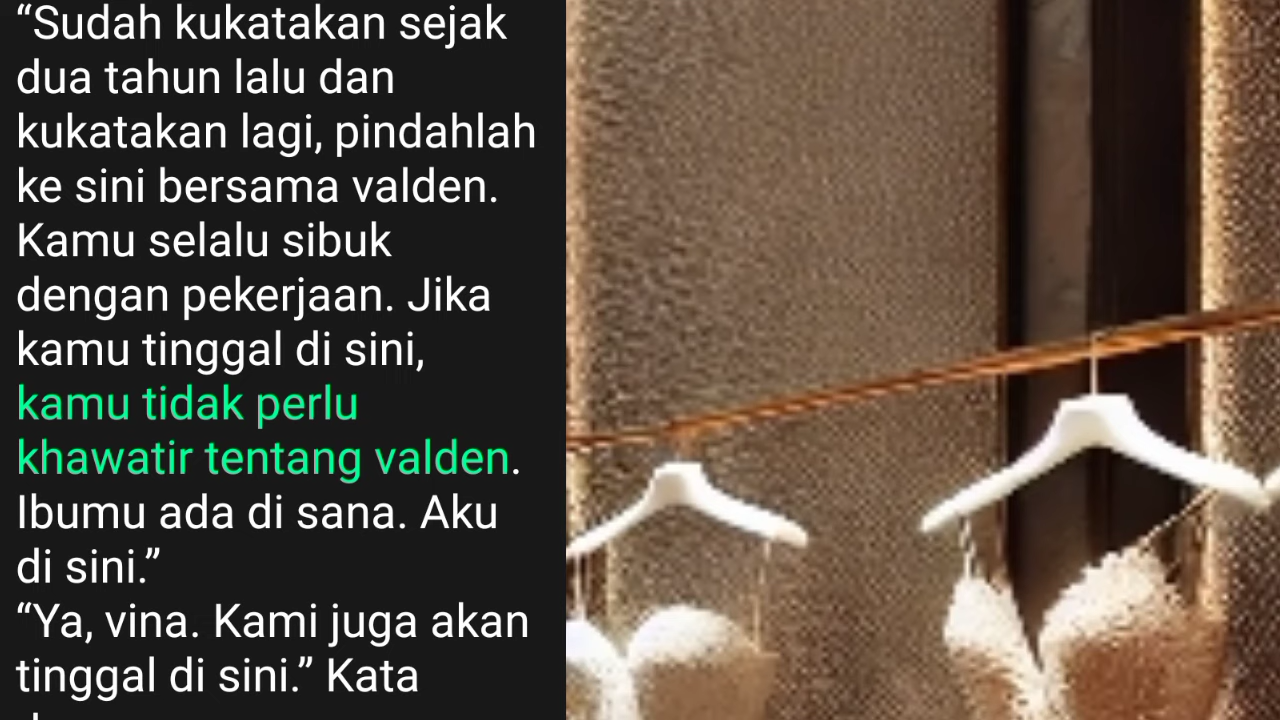 “Sudah kukatakan sejak
dua tahun lalu dan
kukatakan lagi, pindahlah
ke sini bersama valden.
Kamu selalu sibuk
dengan pekerjaan. Jika
kamu tinggal di sini,
kamu tidak perlu
khawatir tentang valden.
Ibumu ada di sana. Aku
di sini.”
“Ya, vina. Kami juga akan
tinggal di sini.” Kata